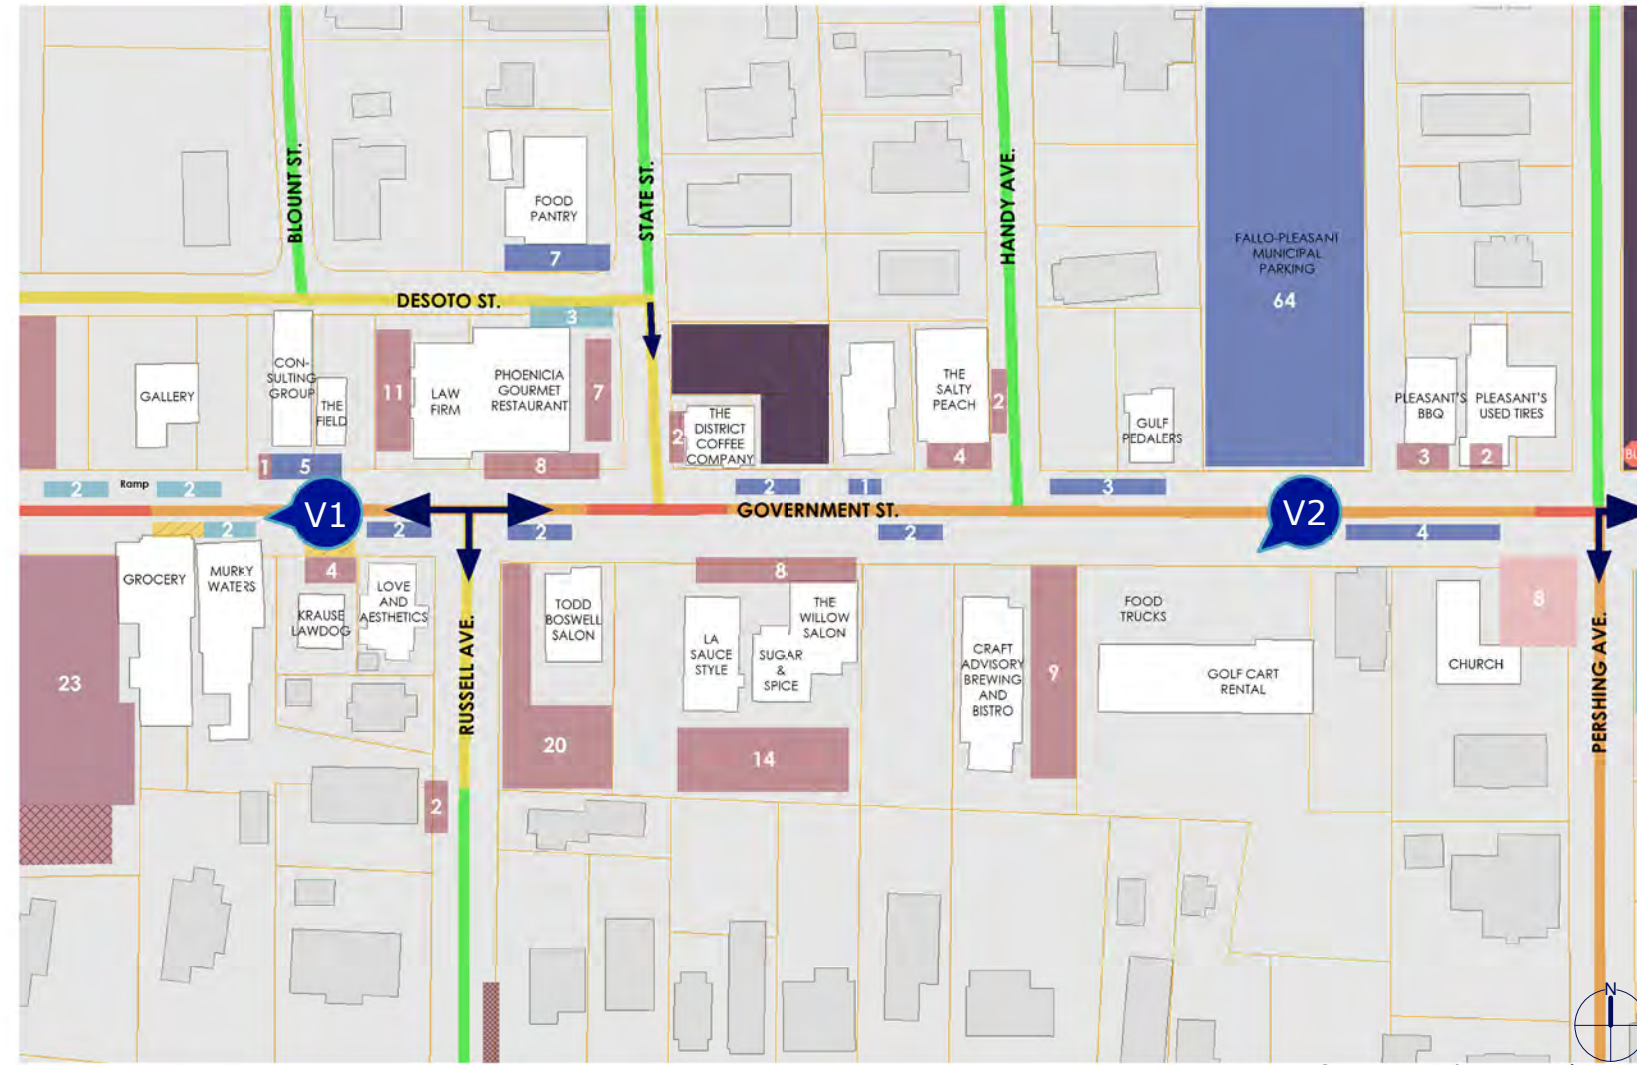 BLOUNT ST.
STATE ST.
HANDY AVE.
FOOD
PANTRY
7
FALLO-PLEASANT
MUNICIPAL
PARKING
64
DESOTO ST.
3
GALLERY
CON-
SULTING
GROUP
THE
FIELD
11
LAW
FIRM
PHOENICIA
GOURMET
RESTAURANT
7
2
THE
DISTRICT
COFFEE
COMPANY
THE
SALTY
PEACH
2
4
GULF
PEDALERS
PLEASANT'S
BBQ
PLEASANT'S
USED TIRES
3
2
1
5
8
2
Ramp
2
2
1
3
V1
GOVERNMENT ST.
V2
2
2
2
2
4
23
GROCERY
MURKY
WATERS
4
KRAUSE
LAWDOG
LOVE
AND
AESTHETICS
RUSSELL AVE.
TODD
BOSWELL
SALON
20
8
LA
SAUCE
STYLE
SUGAR
&
SPICE
THE
WILLOW
SALON
14
CRAFT
ADVISORY
BREWING
AND
BISTRO
9
FOOD
TRUCKS
GOLF CART
RENTAL
CHURCH
8
PERSHING AVE.
2
N